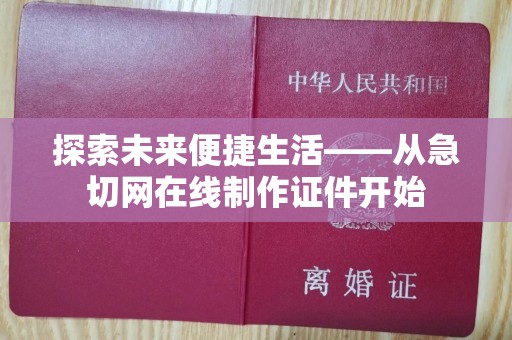 中华人民共和国
探索未来便捷生活——从急
切网在线制作证件开始
离婚证